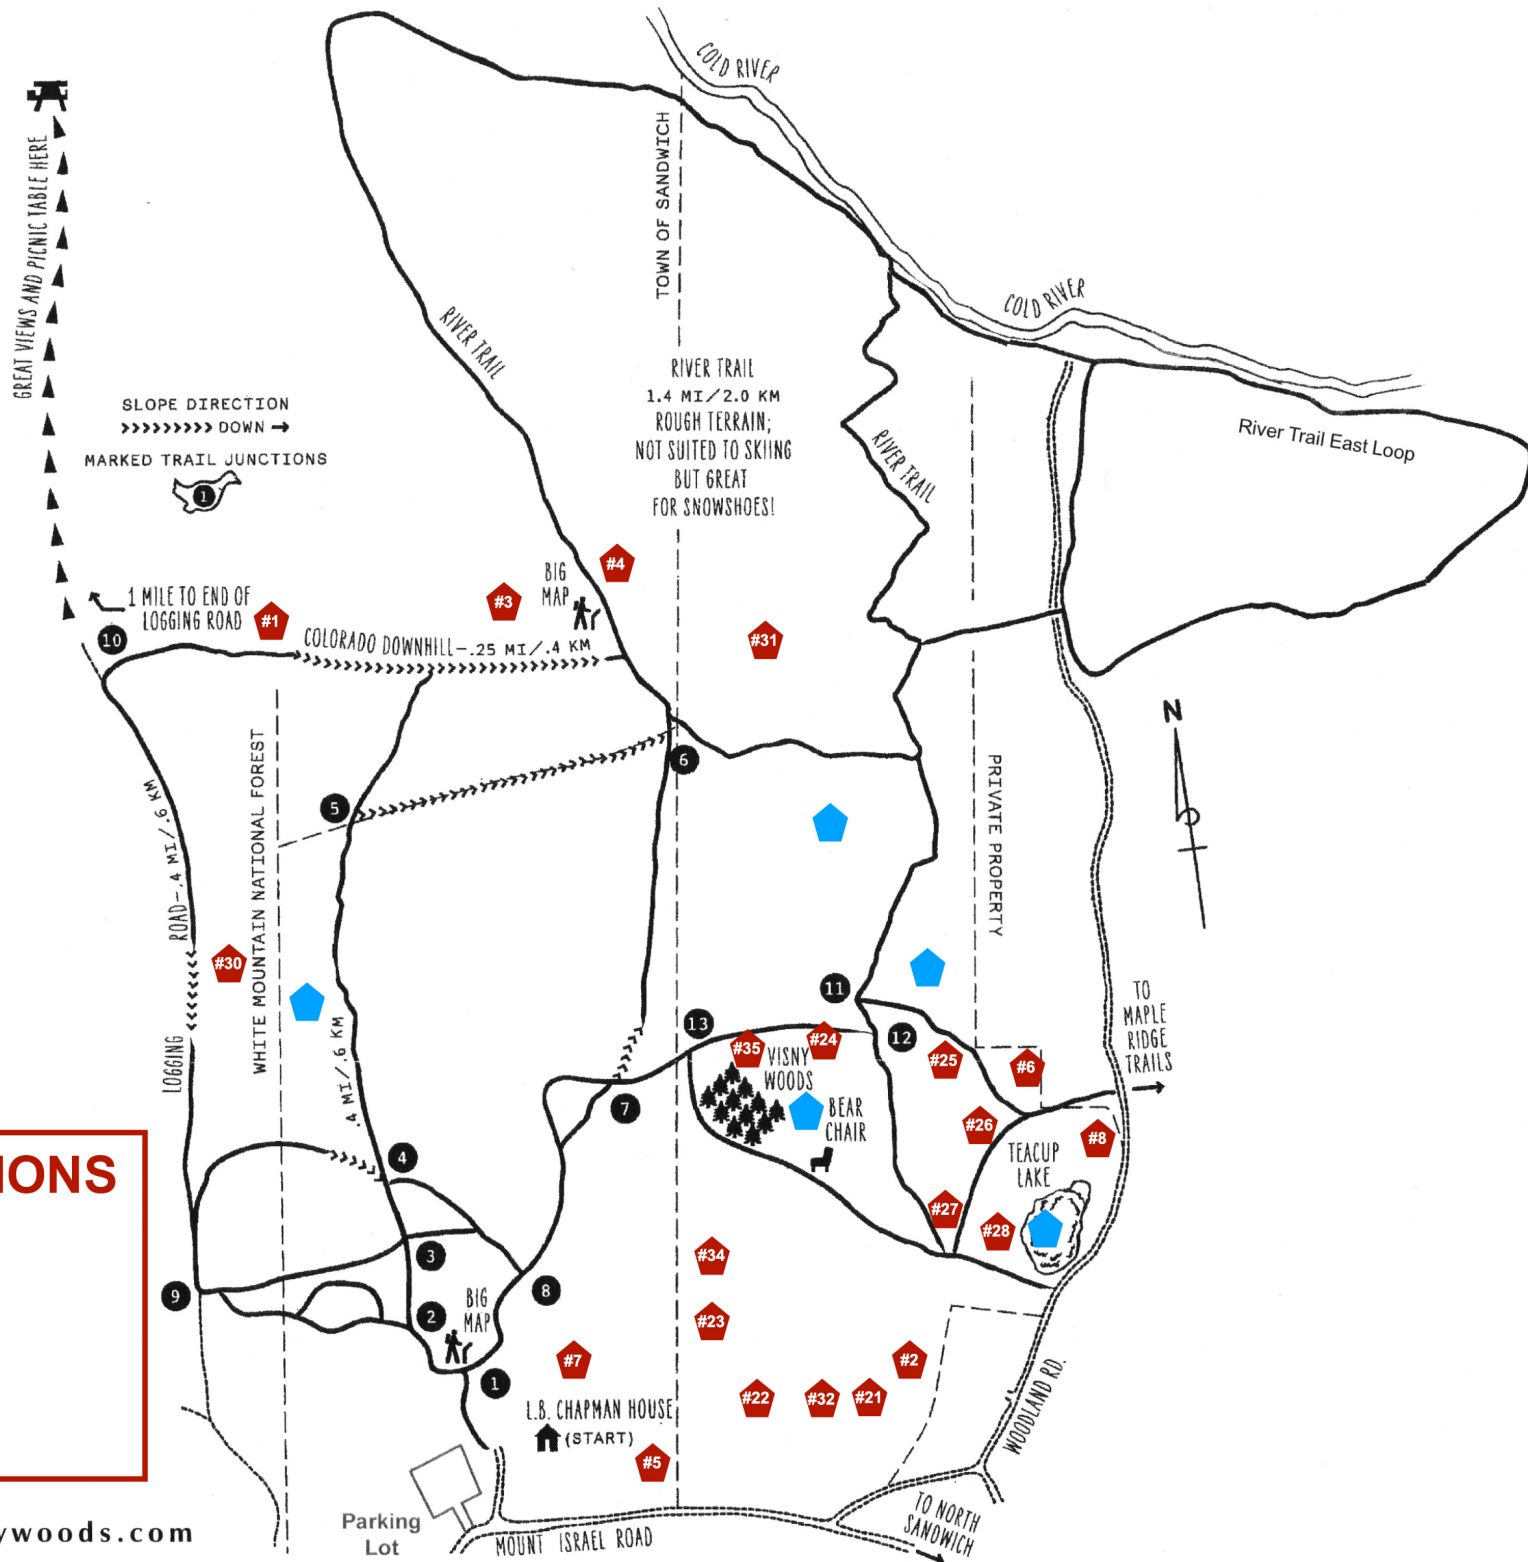 COLD RIVER
TOWN OF SANDWICH
GREAT VIEWS AND PICNIC TABLE HERE
COLD RIVER
RIVER TRAIL
RIVER TRAIL
1.4 MI/2.0 KM
ROUGH TERRAIN;
NOT SUITED TO SKIING
BUT GREAT
FOR SNOWSHOES!
SLOPE DIRECTION
>>>>>>>>> DOWN →
MARKED TRAIL JUNCTIONS
1
River Trail East Loop
RIVER TRAIL
#4
BIG
MAP
#3
1 MILE TO END OF
LOGGING ROAD
#1
10
COLORADO DOWNHILL-.25 MI/.4 KM
#31
N
6
5
WHITE MOUNTAIN NATIONAL FOREST
PRIVATE PROPERTY
LOGGING ROAD-.4 MI/.6 KM
#30
.4 MI/.6 KM
11
13
12
TO
MAPLE
RIDGE
TRAILS
#35
#24
VISNY
WOODS
#25
#6
7
BEAR
CHAIR
#26
#8
TEACUP
LAKE
4
IONS
#27
#28
3
#34
9
8
2
BIG
MAP
#23
#7
#2
1
#22
#32
#21
L.B. CHAPMAN HOUSE
(START)
#5
WOODLAND RD.
Parking
Lot
MOUNT ISRAEL ROAD
TO NORTH
SANDWICH
ywoods.com